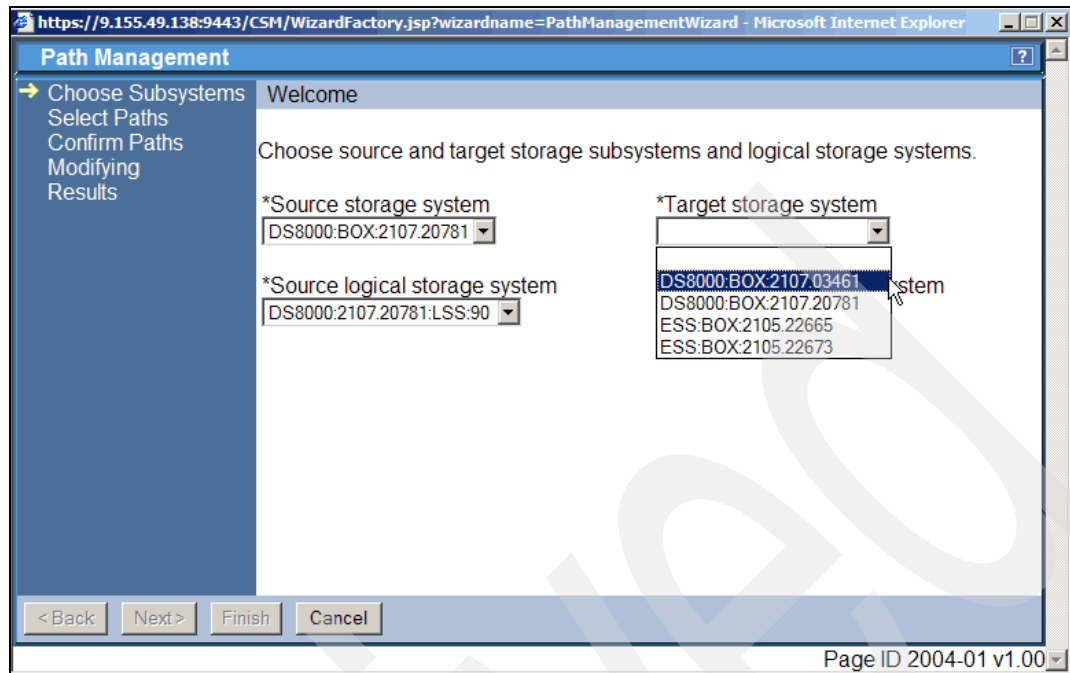 https://9.155.49.138:9443/CSM/WizardFactory.jsp?wizardname=PathManagementWizard - Microsoft Internet Explorer
Path Management
?
Choose Subsystems
Select Paths
Confirm Paths
Modifying
Results
Welcome
Choose source and target storage subsystems and logical storage systems.
*Source storage system
DS8000:BOX:2107.20781
*Target storage system
DS8000:BOX:2107.03461
DS8000:BOX:2107.20781
ESS:BOX:2105.22665
ESS:BOX:2105.22673
*Source logical storage system
DS8000:2107.20781:LSS:90
stem
< Back
Next >
Finish
Cancel
Page ID 2004-01 v1.00